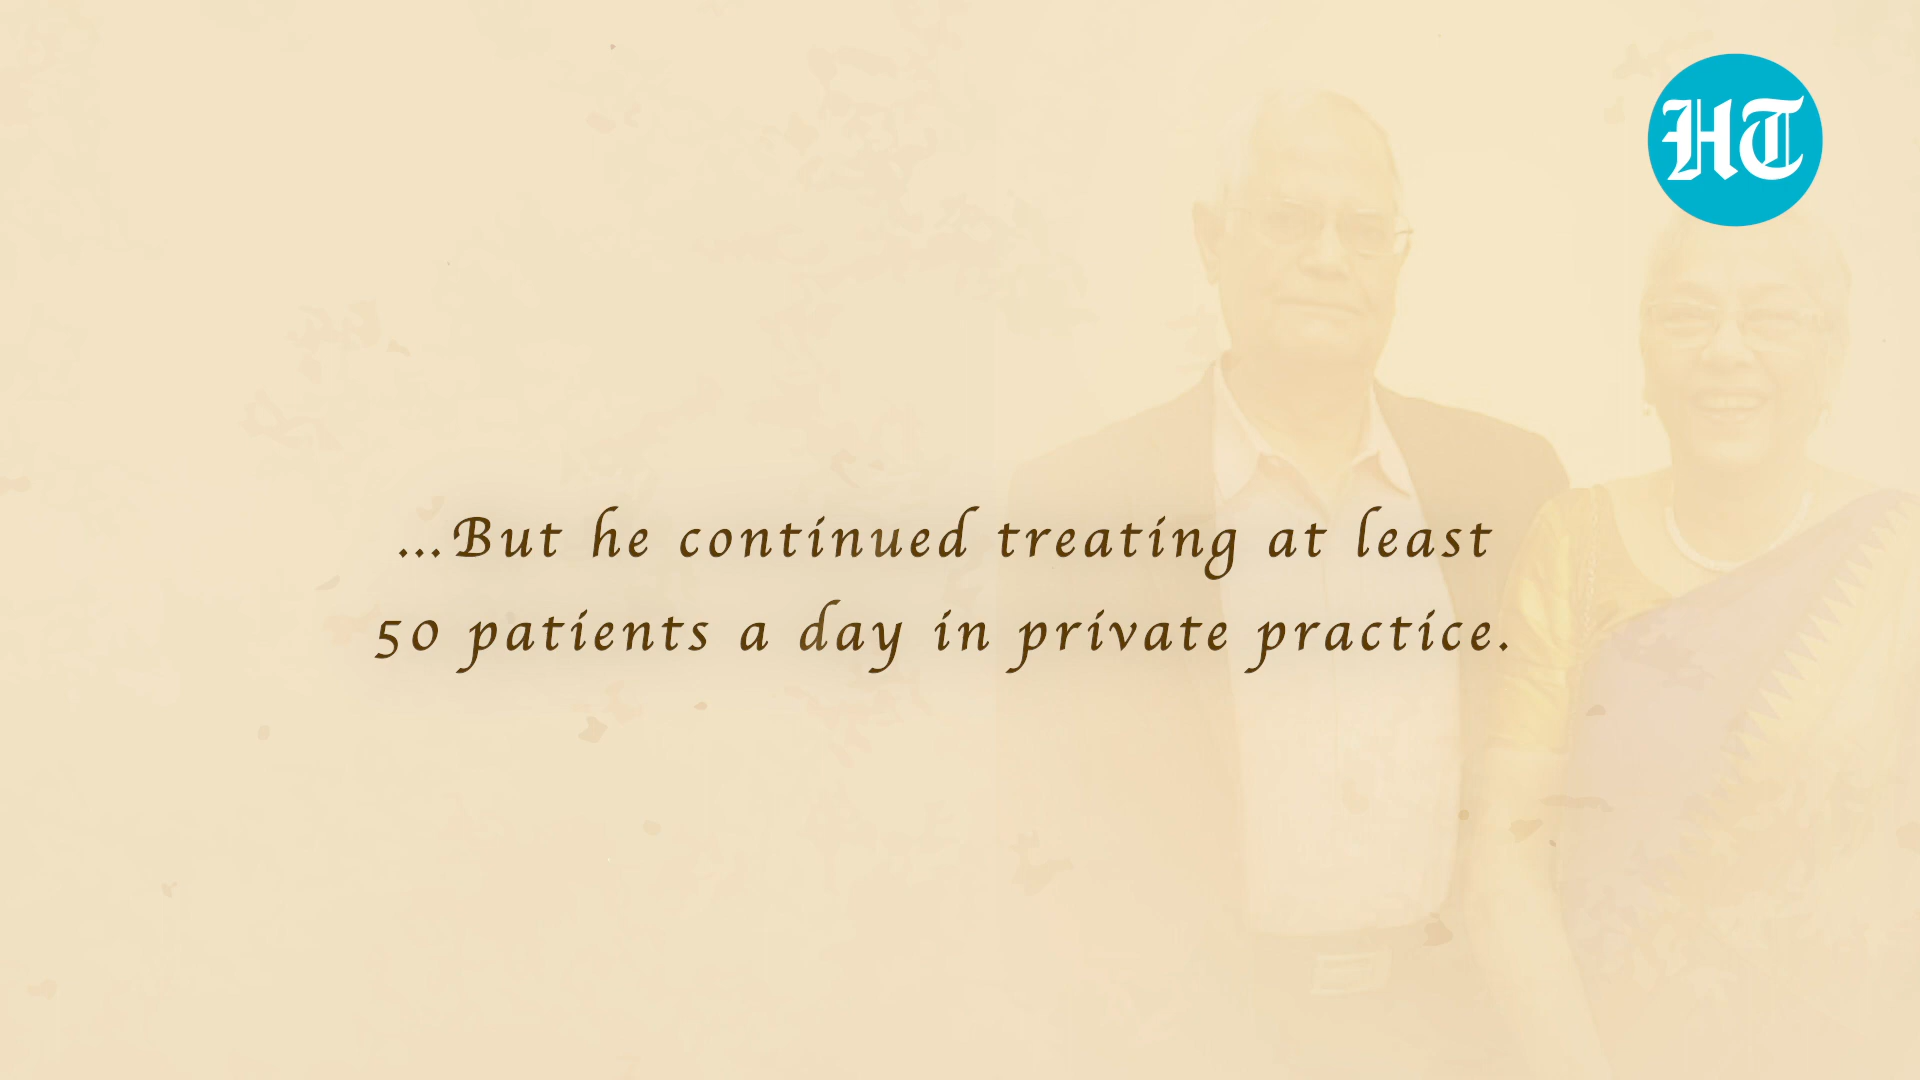 HT
...But he continued treating at least
50 patients a day in private practice.